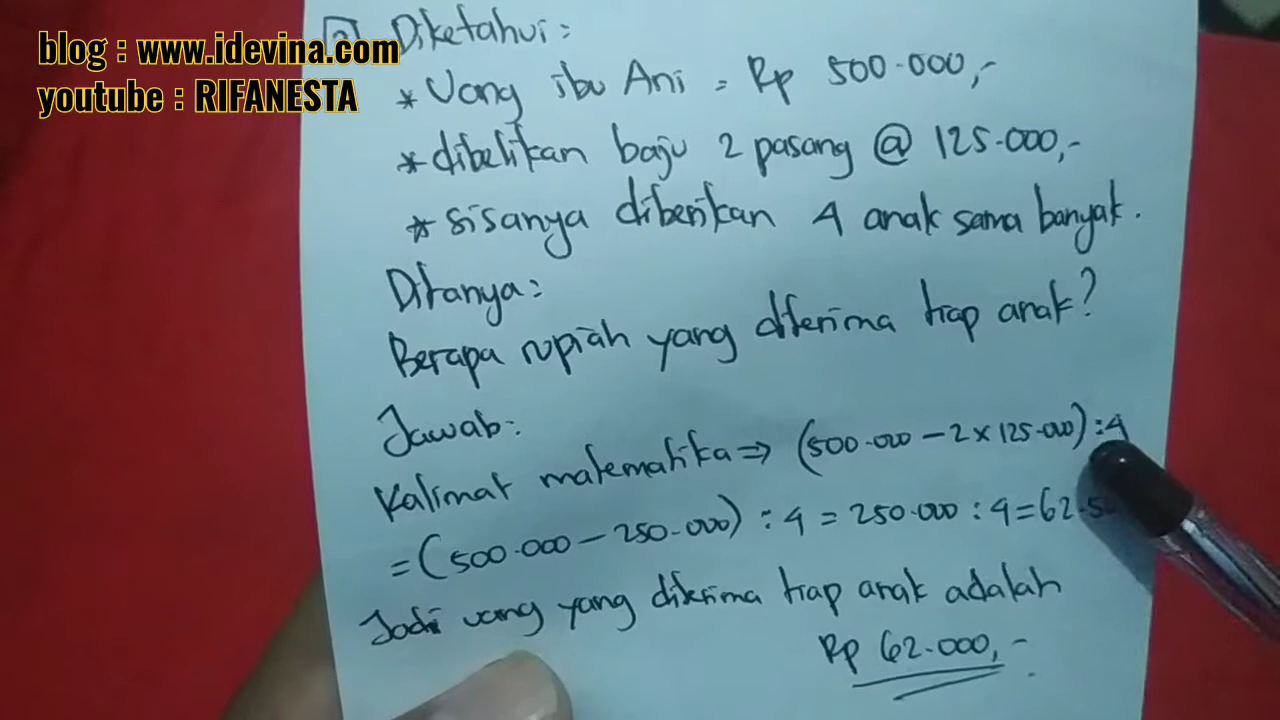 blog : www.idevina.com
youtube : RIFANESTA
Diketahui :
* Uang ibu Ani = Rp 500.000,-
* dibelikan baju 2 pasang @ 125.000,-
* sisanya diberikan 4 anak sama banyak.
Ditanya :
Berapa rupiah yang diterima tiap anak?
Jawab :
Kalimat matematika ⇒ (500.000 – 2 x 125.000) : 4
= (500.000 – 250.000) : 4 = 250.000 : 4 = 62.5
Jadi uang yang diterima tiap anak adalah
Rp 62.000,-